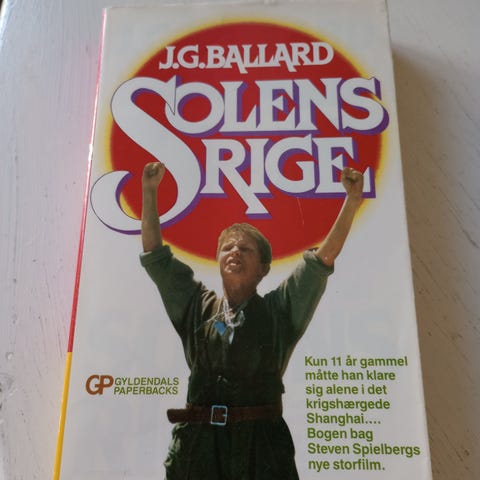 J.G.BALLARD
SOLENS
RIGE
GP GYLDENDALS
PAPERBACKS
Kun 11 år gammel
måtte han klare
sig alene i det
krigshærgede
Shanghai....
Bogen bag
Steven Spielbergs
nye storfilm.